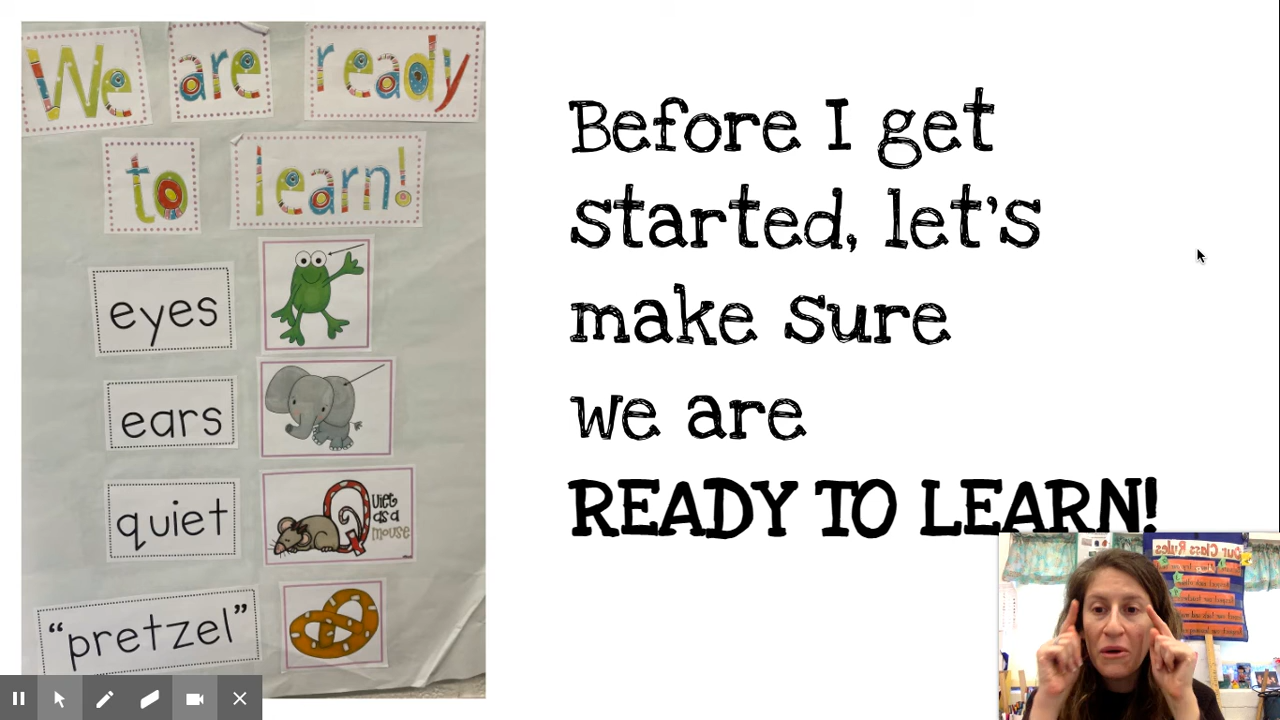 We are ready
to learn!
eyes
ears
quiet
Quiet
as a
mouse
"pretzel"
Before I get
started, let's
make sure
we are
READY TO LEARN!
Our Class Rules